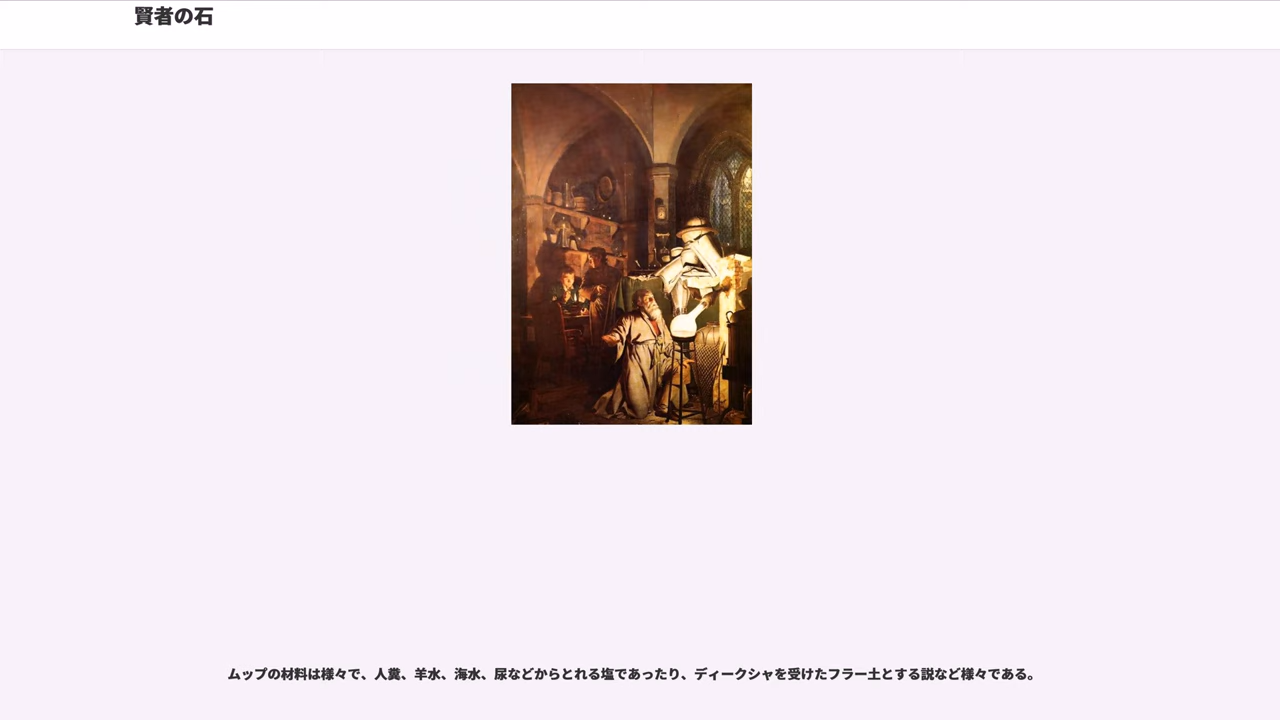 賢者の石
ムップの材料は様々で、人糞、羊水、海水、尿などからとれる塩であったり、ディークシャを受けたフラー土とする説など様々である。